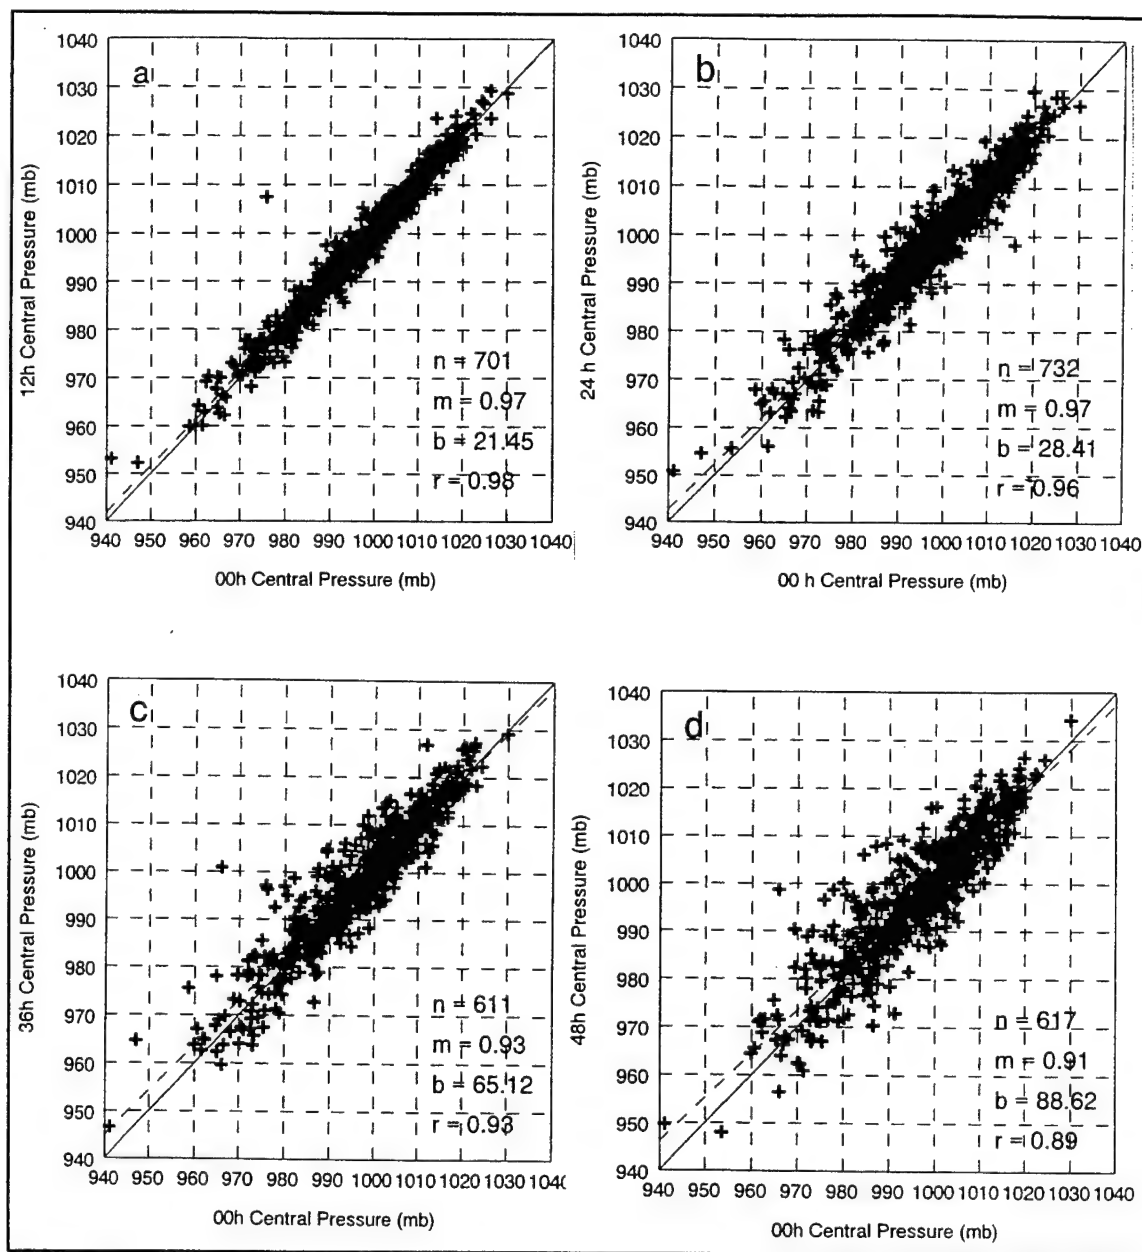 a
1040
1030
1020
1010
1000
990
980
970
960
950
940
12h Central Pressure (mb)
n = 701
m = 0.97
b = 21.45
r = 0.98
940 950 960 970 980 990 1000 1010 1020 1030 1040
00h Central Pressure (mb)
b
1040
1030
1020
1010
1000
990
980
970
960
950
940
24 h Central Pressure (mb)
n = 732
m = 0.97
b = 28.41
r = 0.96
940 950 960 970 980 990 1000 1010 1020 1030 1040
00 h Central Pressure (mb)
c
1040
1030
1020
1010
1000
990
980
970
960
950
940
36h Central Pressure (mb)
n = 611
m = 0.93
b = 65.12
r = 0.93
940 950 960 970 980 990 1000 1010 1020 1030 104
00h Central Pressure (mb)
d
1040
1030
1020
1010
1000
990
980
970
960
950
940
48h Central Pressure (mb)
n = 617
m = 0.91
b = 88.62
r = 0.89
940 950 960 970 980 990 1000 1010 1020 1030 1040
00h Central Pressure (mb)